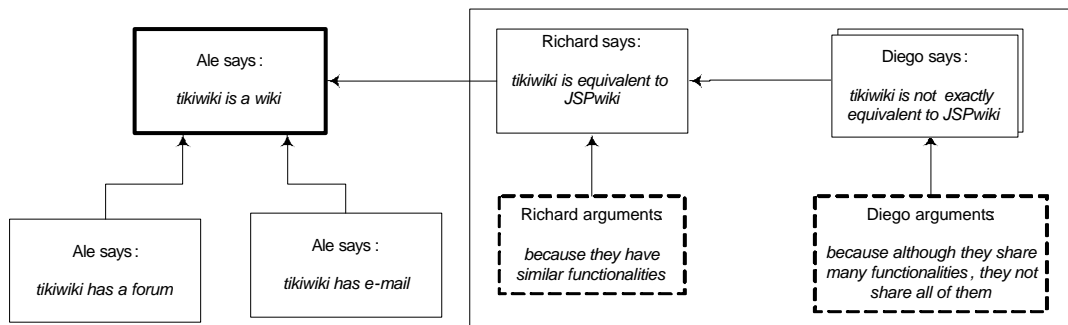 Ale says:
tikiwiki is a wiki
Richard says:
tikiwiki is equivalent to
JSPwiki
Diego says:
tikiwiki is not exactly
equivalent to JSPwiki
Ale says:
tikiwiki has a forum
Ale says:
tikiwiki has e-mail
Richard arguments:
because they have
similar functionalities
Diego arguments:
because although they share
many functionalities, they not
share all of them